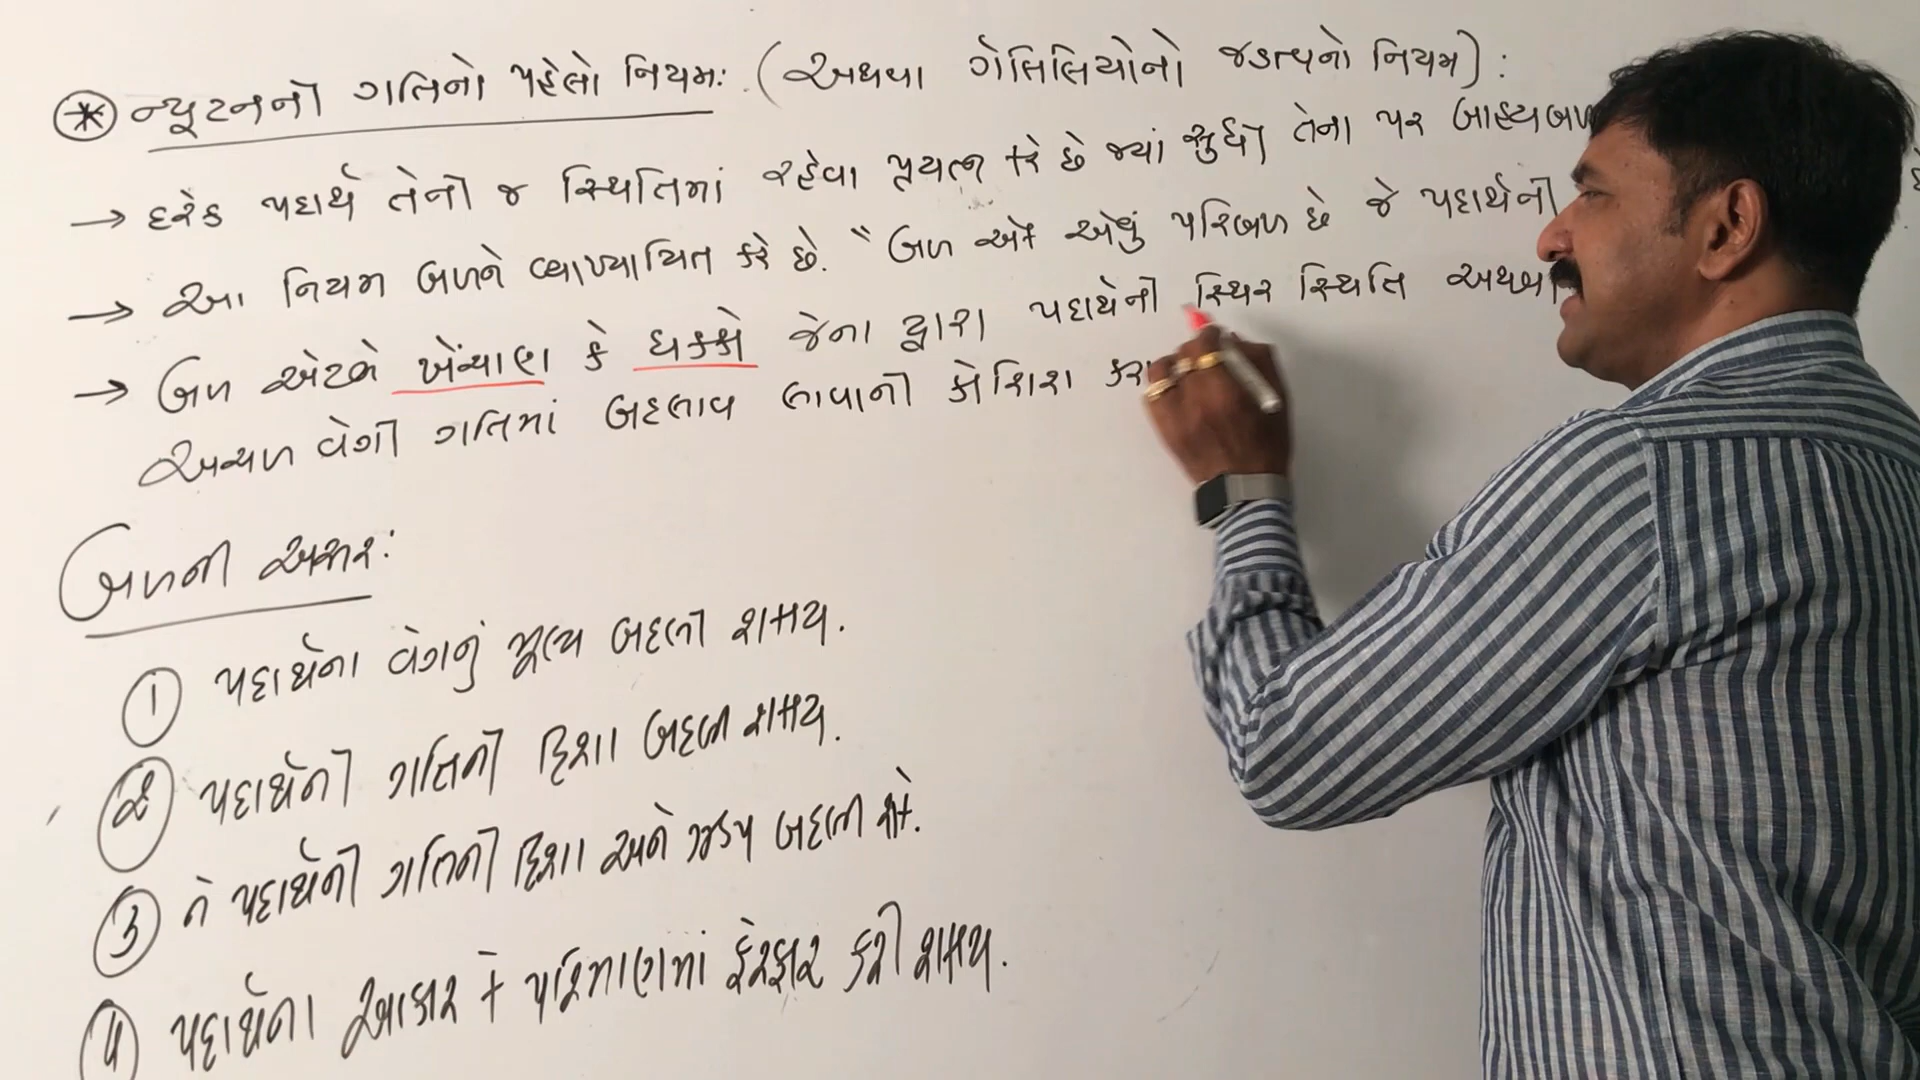 * ન્યૂટનનો ગતિનો પહેલો નિયમ: (અથવા ગેલિલિયોનો જડત્વનો નિયમ):
→ દરેક પદાર્થ તેની જ સ્થિતિમાં રહેવા પ્રયત્ન કરે છે જ્યાં સુધી તેના પર બાહ્યબળ
→ આ નિયમ બળને વ્યાખ્યાયિત કરે છે. " બળ એક એવું પરિબળ છે જે પદાર્થની
→ બળ એટલે ખેંચાણ કે ધક્કો જેના દ્વારા પદાર્થની સ્થિર સ્થિતિ અથવા
અચળ વેગી ગતિમાં બદલાવ લાવવાની કોશિશ
બળની અસર:
① પદાર્થના વેગનું મૂલ્ય બદલી શકાય.
② પદાર્થની ગતિની દિશા બદલી શકાય.
③ તે પદાર્થની ગતિની દિશા અને ઝડપ બદલી શકે.
પદાર્થના આકાર કે પરિમાણમાં ફેરફાર કરી શકાય.